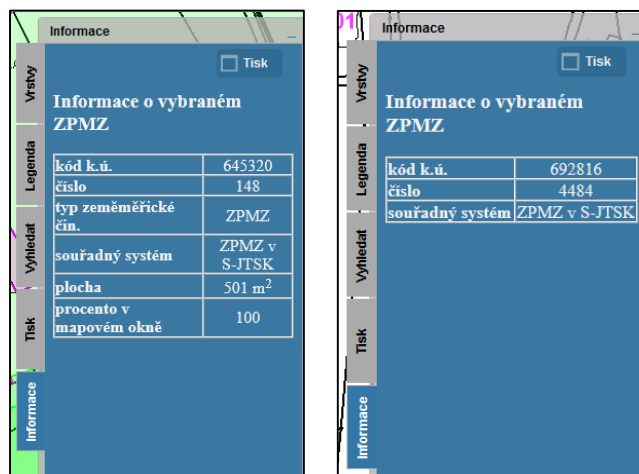 Informace
Tisk
Informace o vybraném
ZPMZ
kód k.ú. 645320
číslo 148
typ zeměměřické
čin. ZPMZ
souřadný systém ZPMZ v
S-JTSK
plocha 501 m²
procento v
mapovém okně 100
Vrstvy
Legenda
Vyhledat
Tisk
Informace
01
Informace
Tisk
Informace o vybraném
ZPMZ
kód k.ú. 692816
číslo 4484
souřadný systém ZPMZ v S-JTSK
Vrstvy
Legenda
Vyhledat
Tisk
Informace